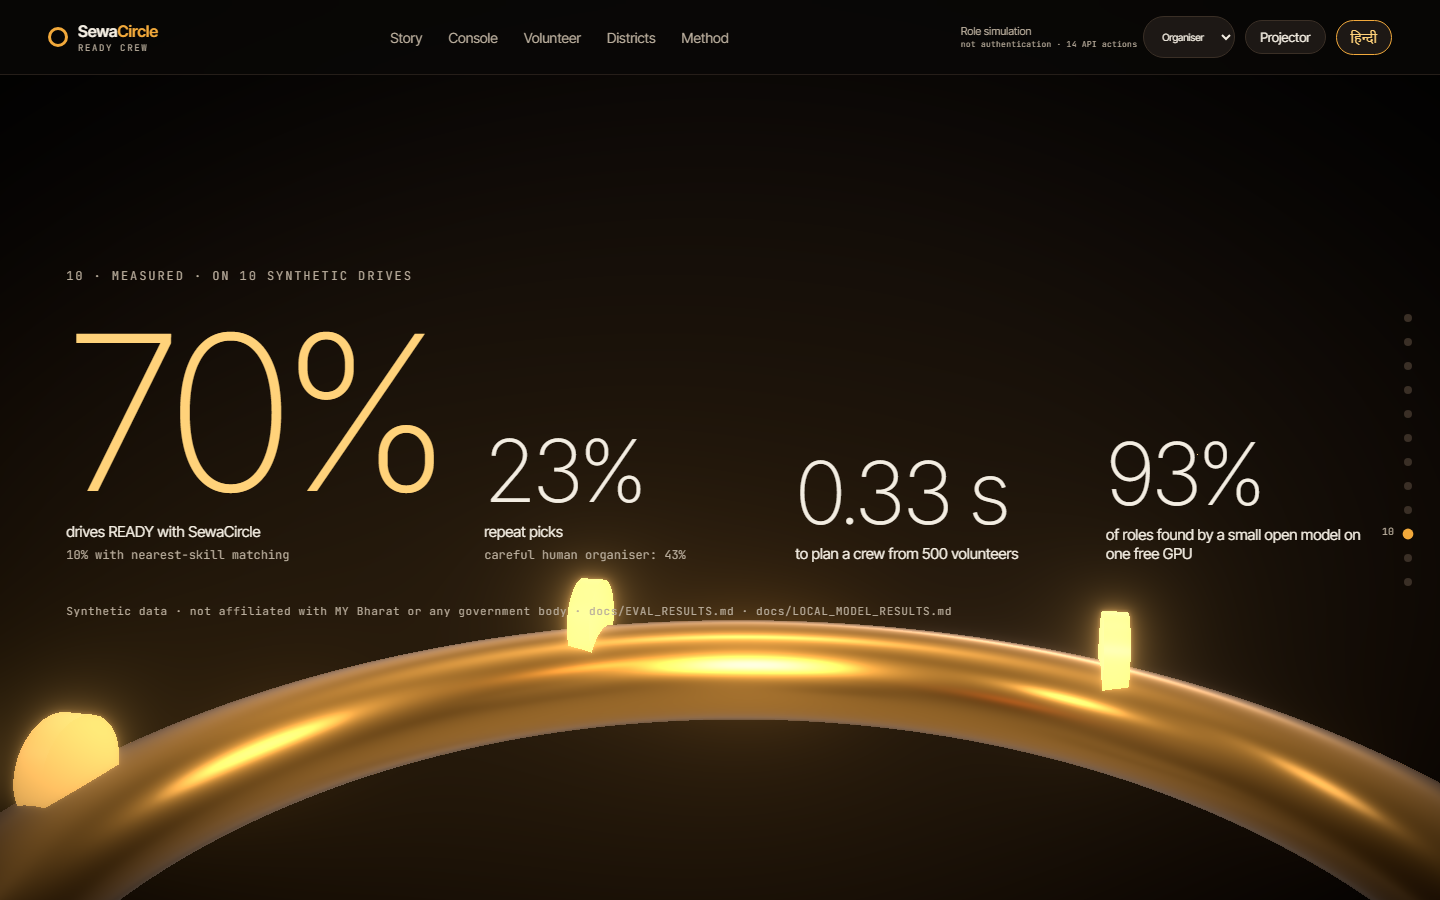 SewaCircle
READY CREW
Story Console Volunteer Districts Method
Role simulation
not authentication · 14 API actions
Organiser
Projector
हिन्दी
10 · MEASURED · ON 10 SYNTHETIC DRIVES
70%
drives READY with SewaCircle
10% with nearest-skill matching
23%
repeat picks
careful human organiser: 43%
0.33 s
to plan a crew from 500 volunteers
93%
of roles found by a small open model on
one free GPU
10
Synthetic data · not affiliated with MY Bharat or any government body · docs/EVAL_RESULTS.md · docs/LOCAL_MODEL_RESULTS.md